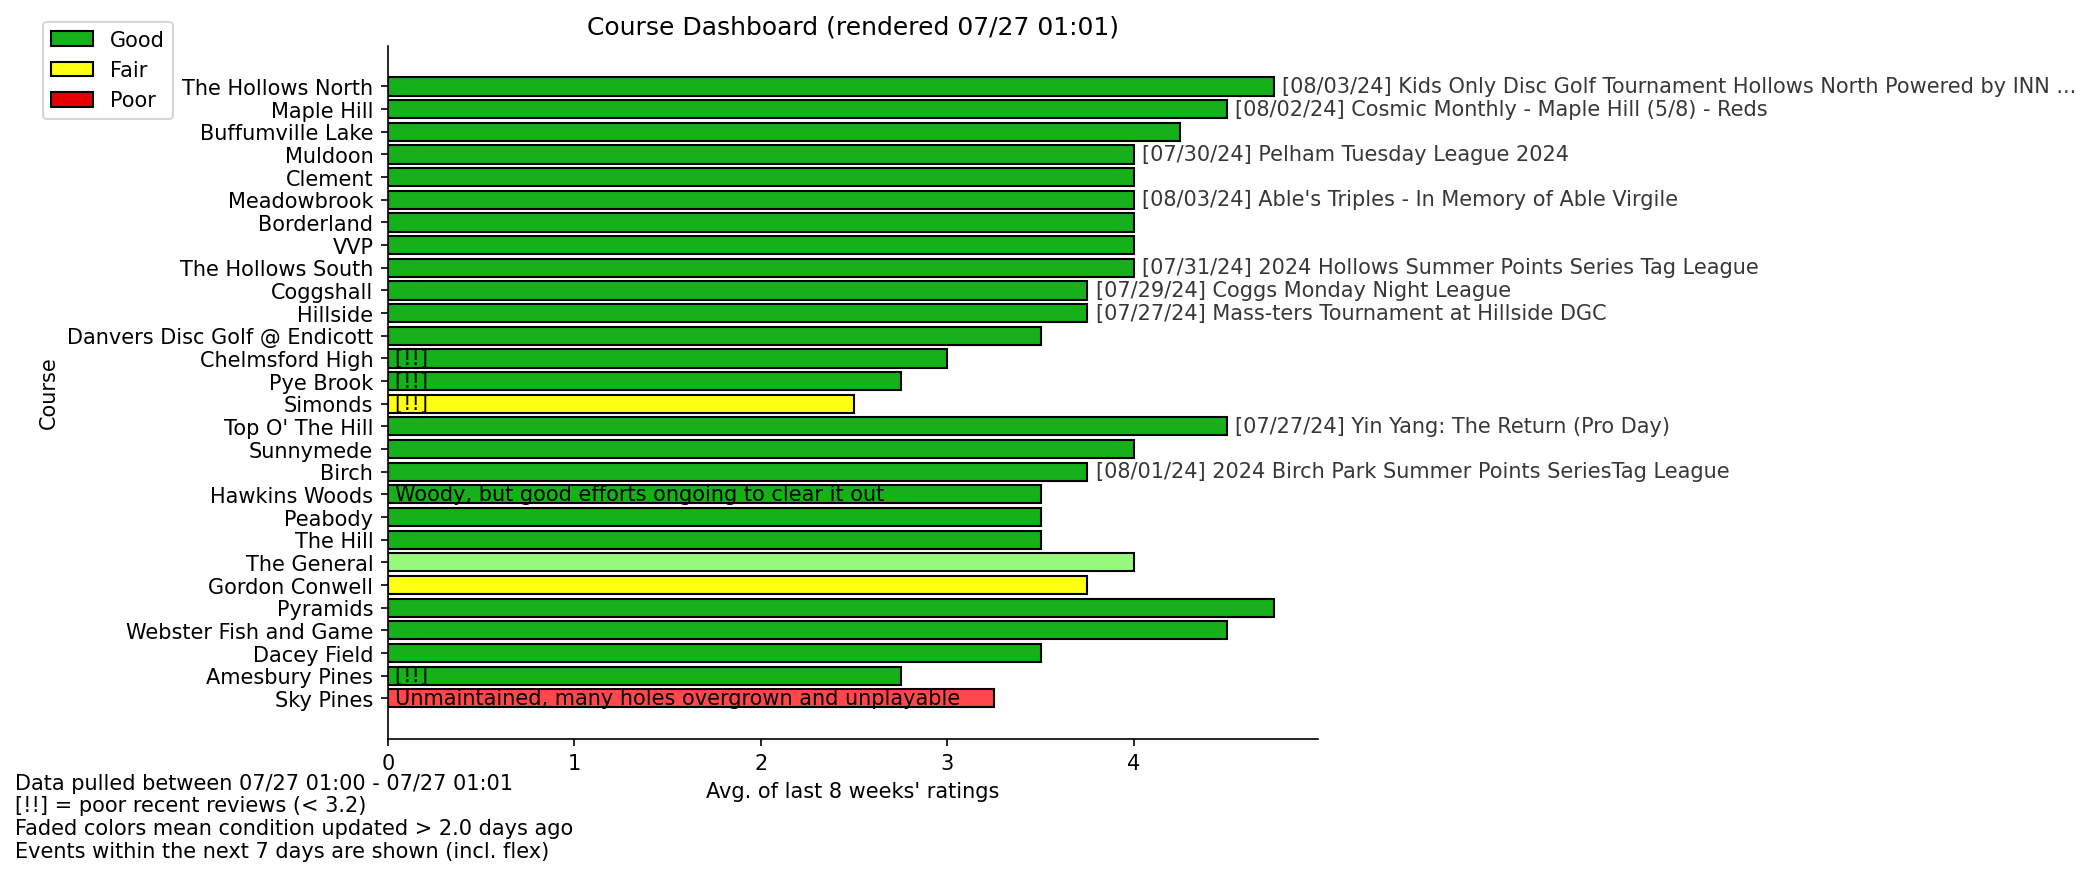 Course Dashboard (rendered 07/27 01:01)
Good
Fair
Poor
The Hollows North [08/03/24] Kids Only Disc Golf Tournament Hollows North Powered by INN ...
Maple Hill [08/02/24] Cosmic Monthly - Maple Hill (5/8) - Reds
Buffumville Lake
Muldoon [07/30/24] Pelham Tuesday League 2024
Clement
Meadowbrook [08/03/24] Able's Triples - In Memory of Able Virgile
Borderland
VVP
The Hollows South [07/31/24] 2024 Hollows Summer Points Series Tag League
Coggshall [07/29/24] Coggs Monday Night League
Hillside [07/27/24] Mass-ters Tournament at Hillside DGC
Danvers Disc Golf @ Endicott
Chelmsford High [!!]
Pye Brook [!!]
Simonds [!!]
Top O' The Hill [07/27/24] Yin Yang: The Return (Pro Day)
Sunnymede
Birch [08/01/24] 2024 Birch Park Summer Points SeriesTag League
Hawkins Woods Woody, but good efforts ongoing to clear it out
Peabody
The Hill
The General
Gordon Conwell
Pyramids
Webster Fish and Game
Dacey Field
Amesbury Pines [!!]
Sky Pines Unmaintained, many holes overgrown and unplayable
Course
0 1 2 3 4
Avg. of last 8 weeks' ratings
Data pulled between 07/27 01:00 - 07/27 01:01
[!!] = poor recent reviews (< 3.2)
Faded colors mean condition updated > 2.0 days ago
Events within the next 7 days are shown (incl. flex)